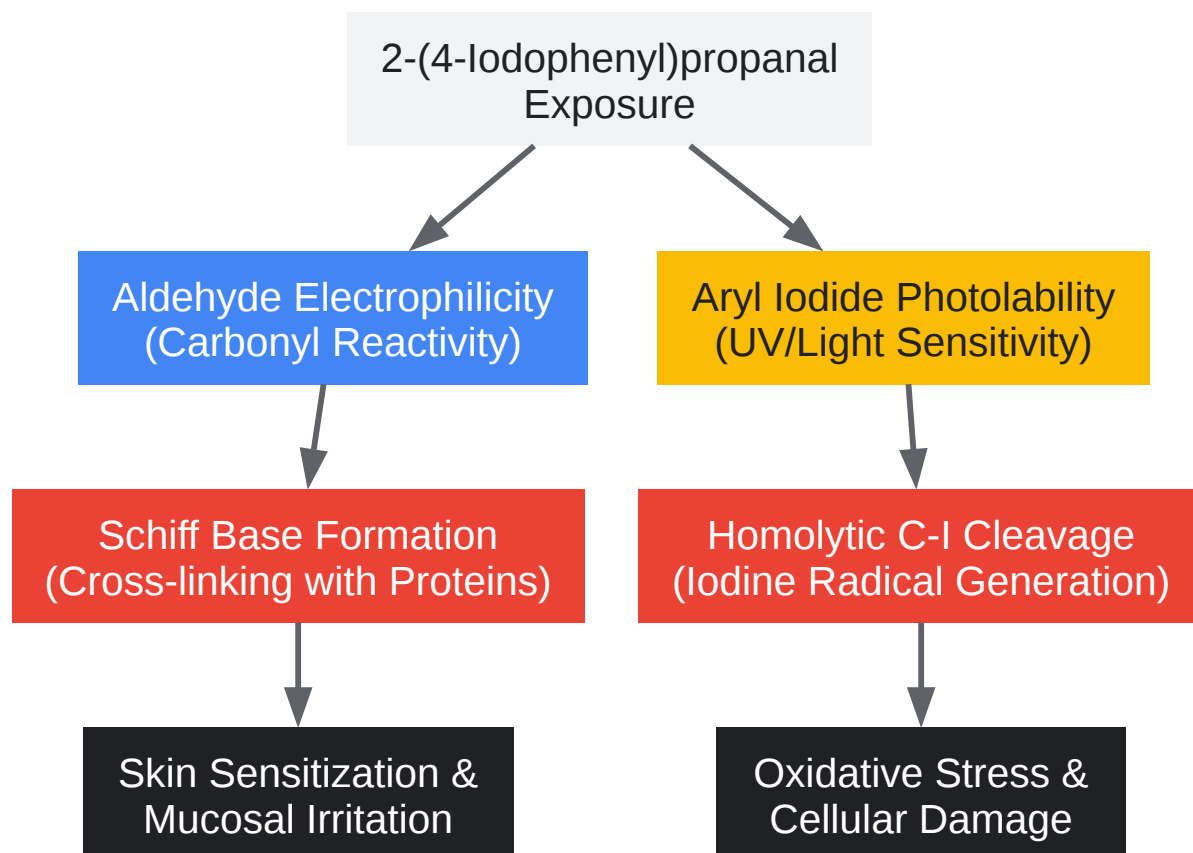 2-(4-Iodophenyl)propanal
Exposure
Aldehyde Electrophilicity
(Carbonyl Reactivity)
Aryl Iodide Photolability
(UV/Light Sensitivity)
Schiff Base Formation
(Cross-linking with Proteins)
Homolytic C-I Cleavage
(Iodine Radical Generation)
Skin Sensitization &
Mucosal Irritation
Oxidative Stress &
Cellular Damage